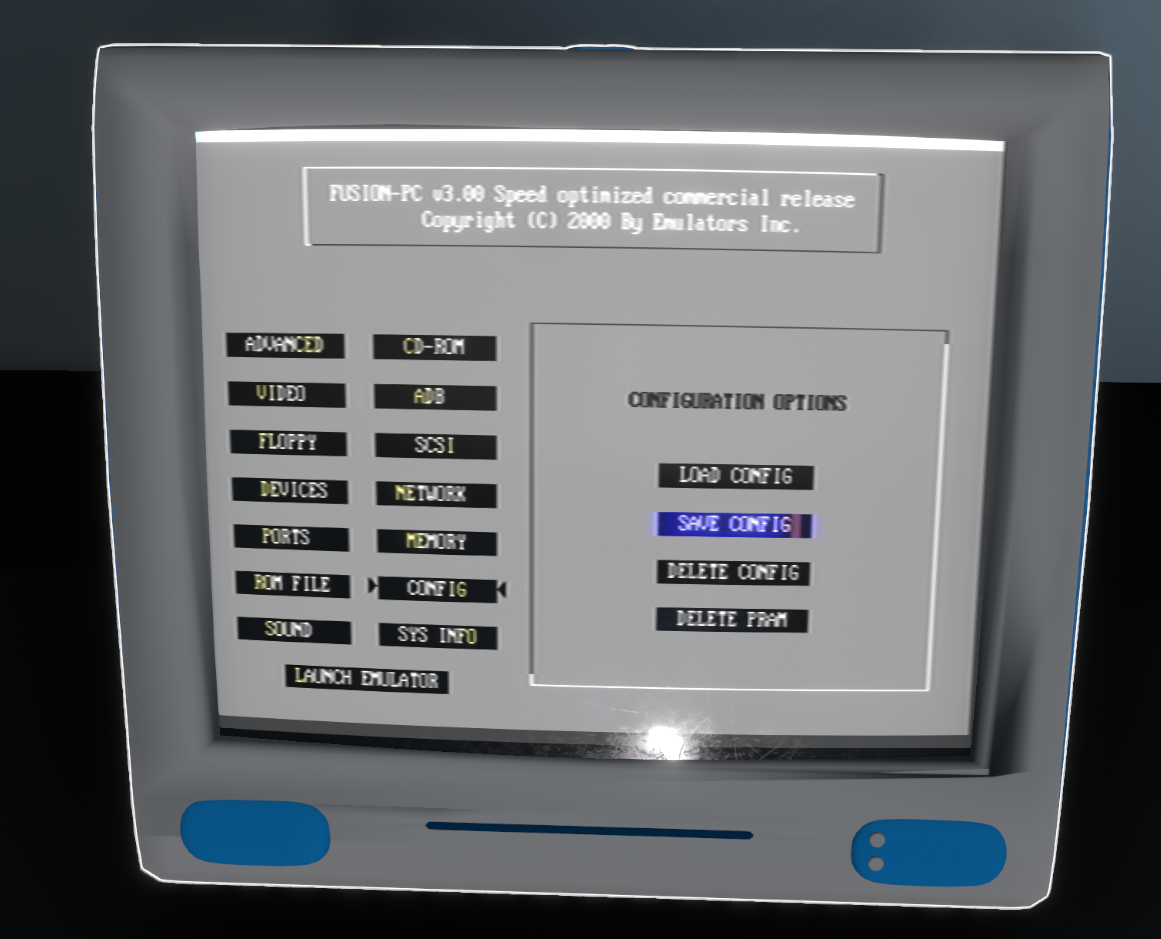 FUSION-PC v3.00 Speed optimized commercial release
Copyright (C) 2000 By Emulators Inc.
ADVANCED
CD-ROM
VIDEO
ADB
FLOPPY
SCSI
DEVICES
NETWORK
PORTS
MEMORY
ROM FILE
CONFIG
SOUND
SYS INFO
LAUNCH EMULATOR
CONFIGURATION OPTIONS
LOAD CONFIG
SAVE CONFIG
DELETE CONFIG
DELETE PRAM